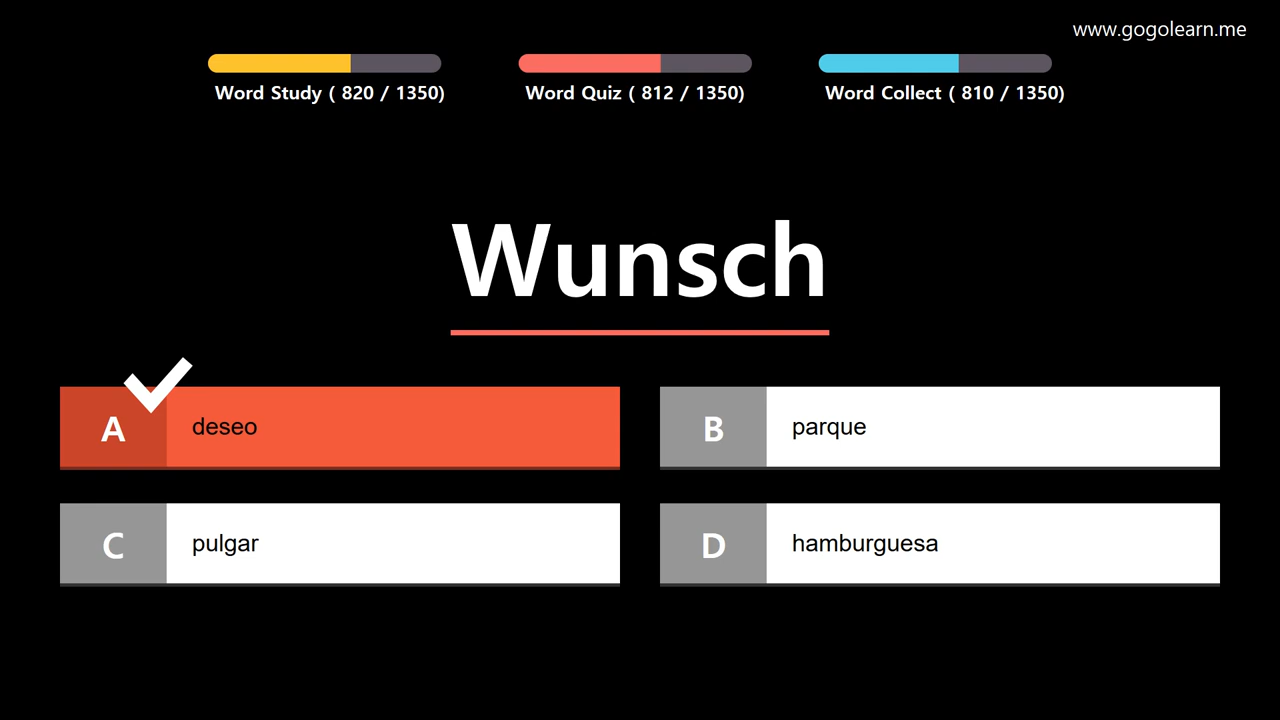 www.gogolearn.me
Word Study ( 820 / 1350)
Word Quiz ( 812 / 1350)
Word Collect ( 810 / 1350)
Wunsch
A deseo
B parque
C pulgar
D hamburguesa